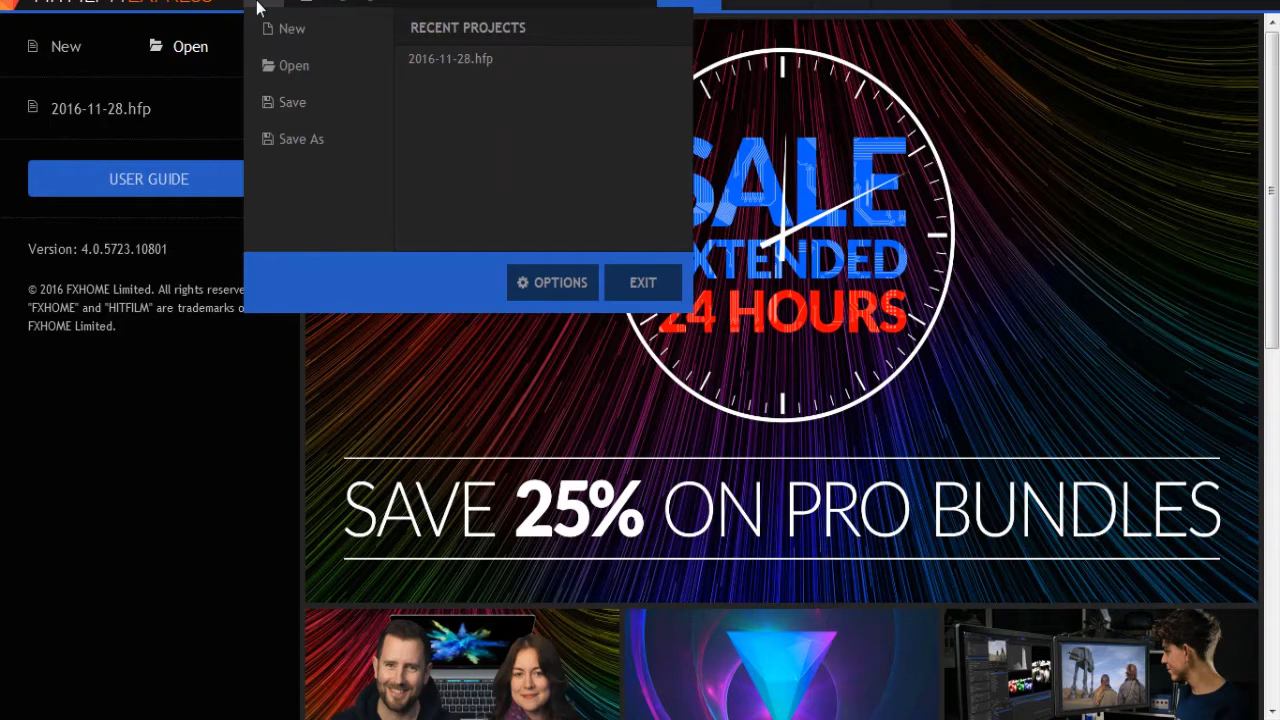 New
Open
2016-11-28.hfp
USER GUIDE
Version: 4.0.5723.10801
© 2016 FXHOME Limited. All rights reserve
"FXHOME" and "HITFILM" are trademarks o
FXHOME Limited.
New
Open
Save
Save As
RECENT PROJECTS
2016-11-28.hfp
OPTIONS
EXIT
SALE
EXTENDED
24 HOURS
SAVE 25% ON PRO BUNDLES